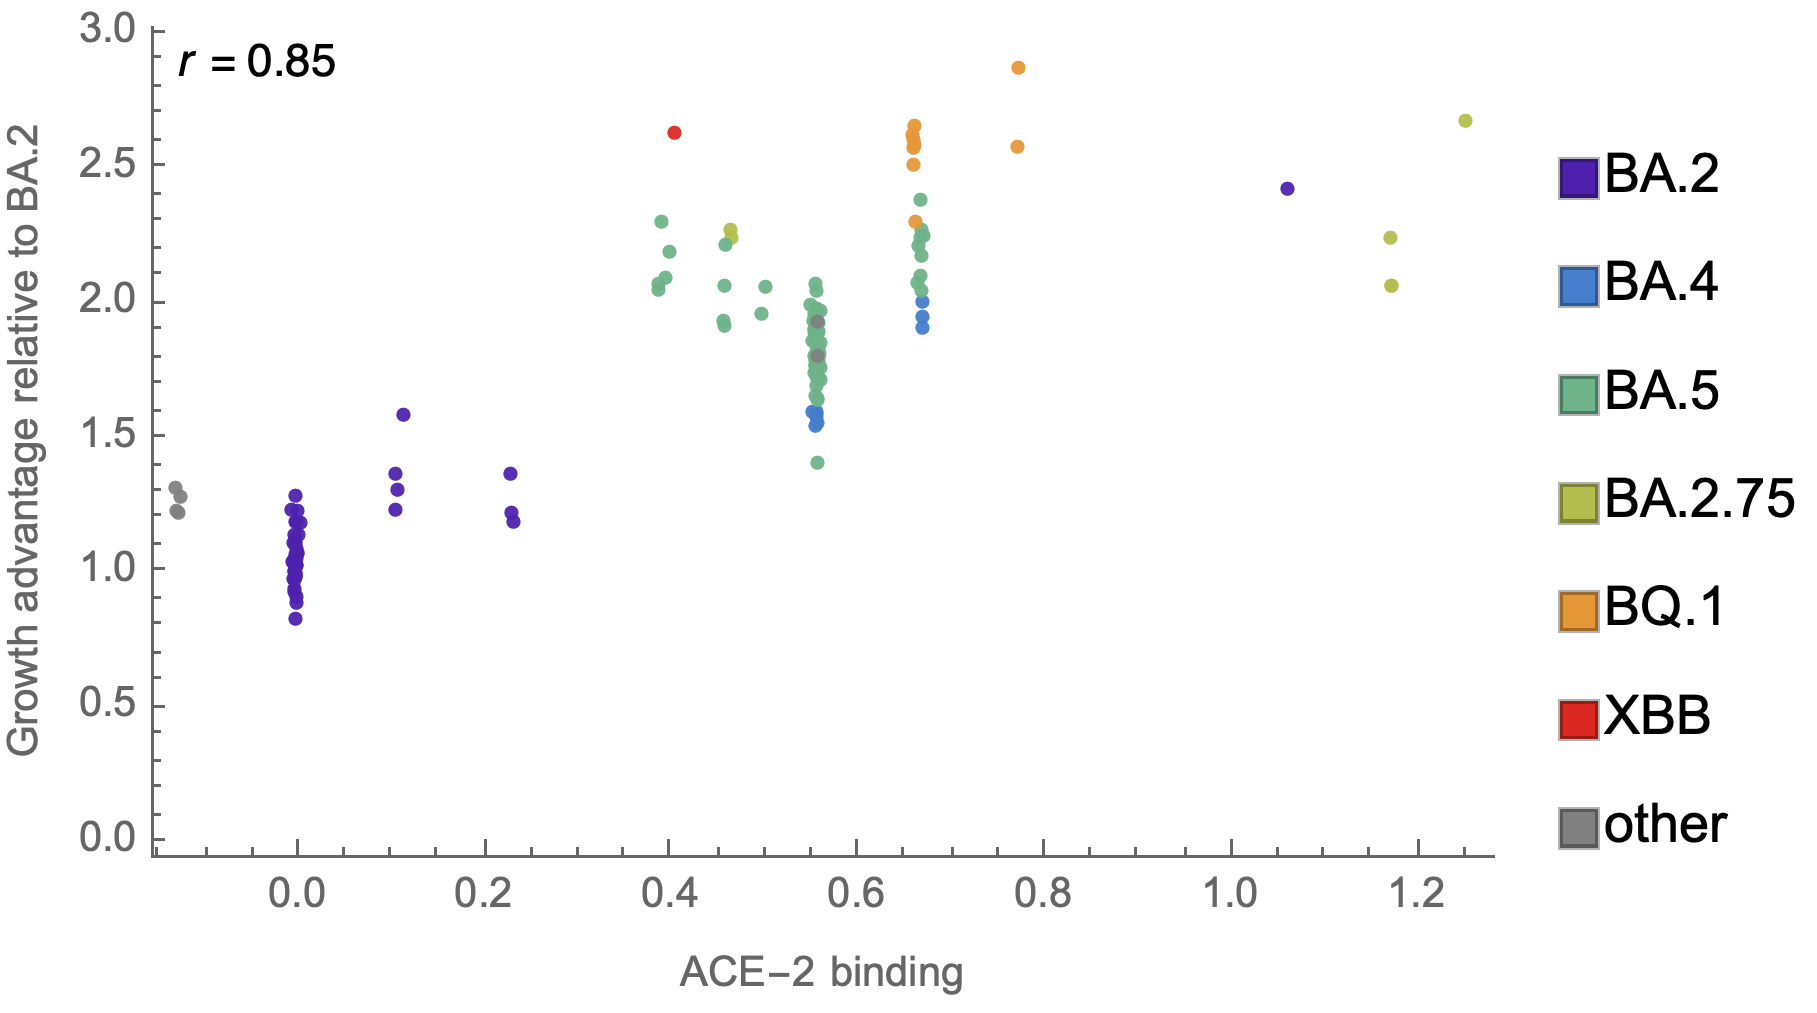 r = 0.85
Growth advantage relative to BA.2
3.0
2.5
2.0
1.5
1.0
0.5
0.0
0.0 0.2 0.4 0.6 0.8 1.0 1.2
ACE−2 binding
BA.2
BA.4
BA.5
BA.2.75
BQ.1
XBB
other